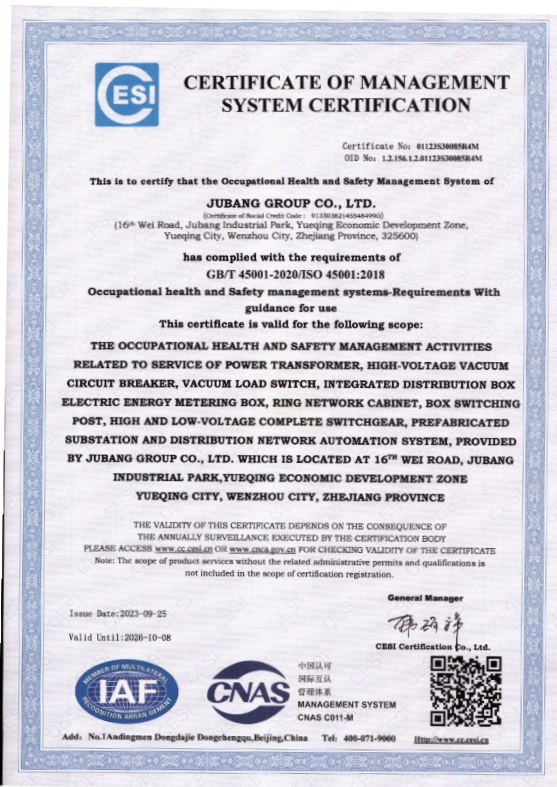 CESI
CERTIFICATE OF MANAGEMENT
SYSTEM CERTIFICATION
Certificate No: 01123S30085R4M
OID No: 1.2.156.1.2.01123S30085R4M
This is to certify that the Occupational Health and Safety Management System of
JUBANG GROUP CO., LTD.
(Certificate of Social Credit Code : 91330382145548499G)
(16th Wei Road, Jubang Industrial Park, Yueqing Economic Development Zone,
Yueqing City, Wenzhou City, Zhejiang Province, 325600)
has complied with the requirements of
GB/T 45001-2020/ISO 45001:2018
Occupational health and Safety management systems-Requirements With
guidance for use
This certificate is valid for the following scope:
THE OCCUPATIONAL HEALTH AND SAFETY MANAGEMENT ACTIVITIES
RELATED TO SERVICE OF POWER TRANSFORMER, HIGH-VOLTAGE VACUUM
CIRCUIT BREAKER, VACUUM LOAD SWITCH, INTEGRATED DISTRIBUTION BOX
ELECTRIC ENERGY METERING BOX, RING NETWORK CABINET, BOX SWITCHING
POST, HIGH AND LOW-VOLTAGE COMPLETE SWITCHGEAR, PREFABRICATED
SUBSTATION AND DISTRIBUTION NETWORK AUTOMATION SYSTEM, PROVIDED
BY JUBANG GROUP CO., LTD. WHICH IS LOCATED AT 16TH WEI ROAD, JUBANG
INDUSTRIAL PARK,YUEQING ECONOMIC DEVELOPMENT ZONE
YUEQING CITY, WENZHOU CITY, ZHEJIANG PROVINCE
THE VALIDITY OF THIS CERTIFICATE DEPENDS ON THE CONSEQUENCE OF
THE ANNUALLY SURVEILLANCE EXECUTED BY THE CERTIFICATION BODY
PLEASE ACCESS www.cc.cesi.cn OR www.cnca.gov.cn FOR CHECKING VALIDITY OF THE CERTIFICATE
Note: The scope of product services without the related administrative permits and qualifications is
not included in the scope of certification registration.
General Manager
Issue Date:2023-09-25
Valid Until:2026-10-08
CESI Certification Co., Ltd.
MEMBER OF MULTILATERAL
IAF
RECOGNITION ARRANGEMENT
CNAS
中国认可
国际互认
管理体系
MANAGEMENT SYSTEM
CNAS C011-M
Add: No.1Andingmen Dongdajie Dongchengqu,Beijing,China Tel: 400-071-9000 Http://www.cc.cesi.cn